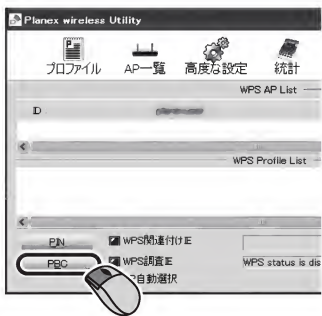 Planex wireless Utility
プロファイル AP一覧 高度な設定 統計
WPS AP List
ID
WPS Profile List
PIN WPS関連付けIE
PBC WPS調査IE WPS status is dis
自動選択